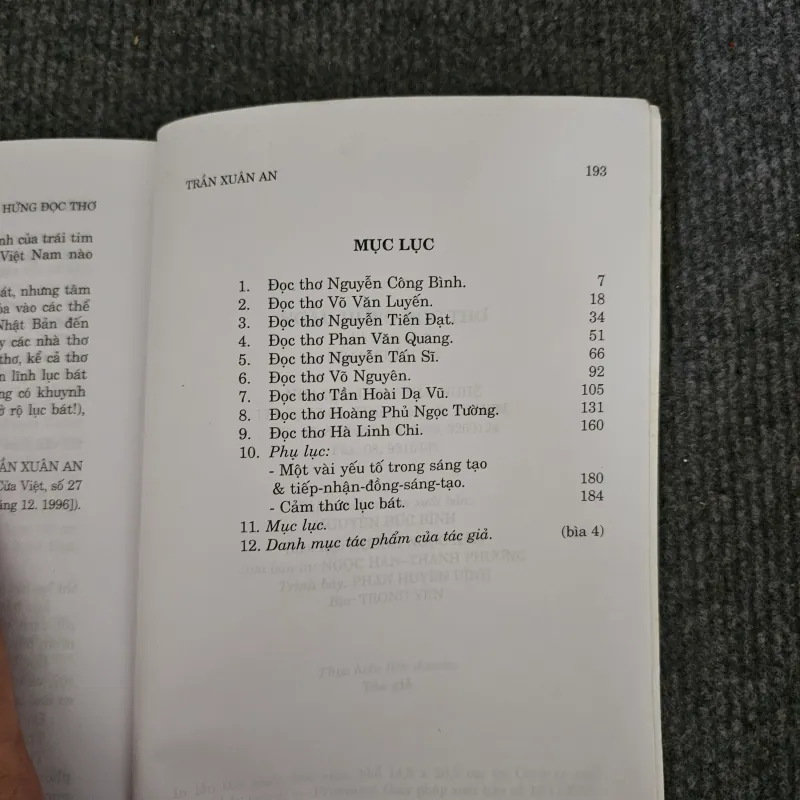 HỨNG ĐỌC THƠ
nh của trái tim
Việt Nam nào
át, nhưng tâm
óa vào các thể
Nhật Bản đến
y các nhà thơ
thơ, kể cả thơ
n lĩnh lục bát
ng có khuynh
ở rộ lục bát!),
ẦN XUÂN AN
Cửa Việt, số 27
áng 12. 1996]).
TRẦN XUÂN AN 193
MỤC LỤC
1. Đọc thơ Nguyễn Công Bình. 7
2. Đọc thơ Võ Văn Luyến. 18
3. Đọc thơ Nguyễn Tiến Đạt. 34
4. Đọc thơ Phan Văn Quang. 51
5. Đọc thơ Nguyễn Tấn Sĩ. 66
6. Đọc thơ Võ Nguyên. 92
7. Đọc thơ Tần Hoài Dạ Vũ. 105
8. Đọc thơ Hoàng Phủ Ngọc Tường. 131
9. Đọc thơ Hà Linh Chi. 160
10. Phụ lục:
- Một vài yếu tố trong sáng tạo
& tiếp-nhận-đồng-sáng-tạo. 180
- Cảm thức lục bát. 184
11. Mục lục.
12. Danh mục tác phẩm của tác giả. (bìa 4)